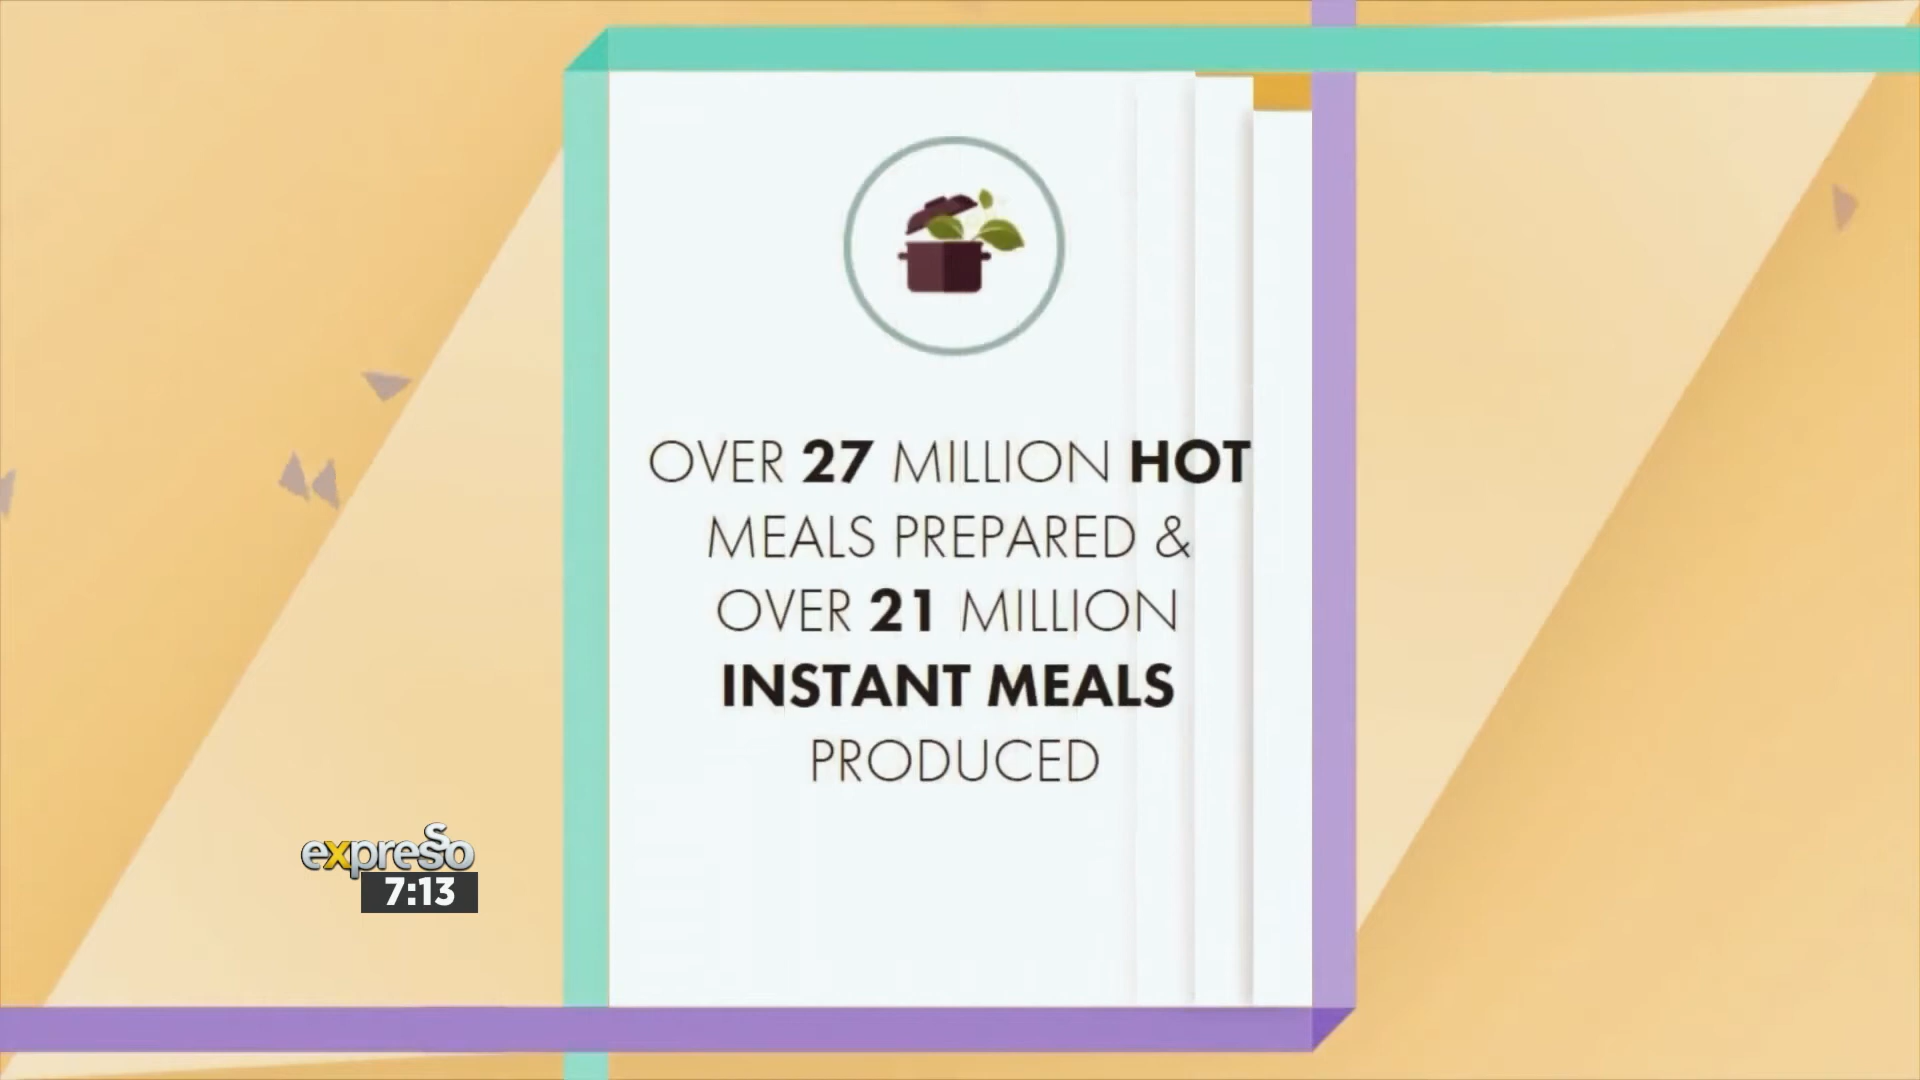 OVER 27 MILLION HOT
MEALS PREPARED &
OVER 21 MILLION
INSTANT MEALS
PRODUCED
expresso
7:13